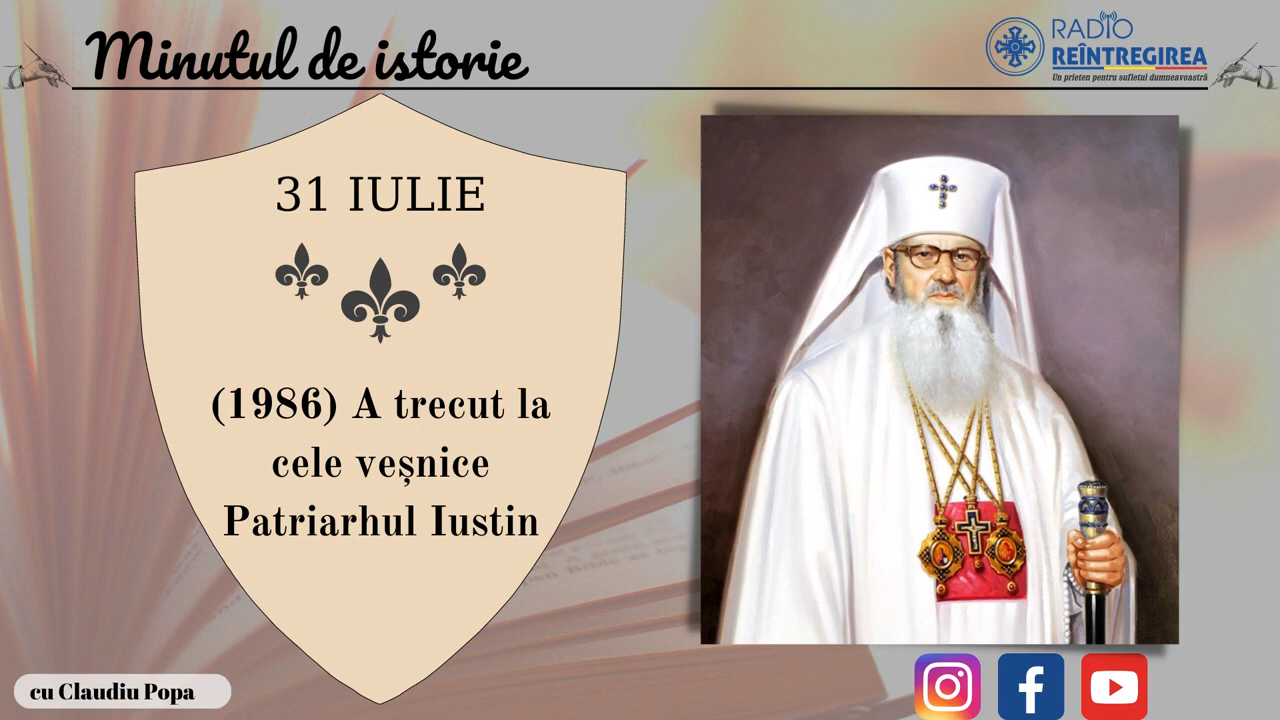 Minutul de istorie
RADIO
REÎNTREGIREA
Un prieten pentru sufletul dumneavoastră
31 IULIE
(1986) A trecut la
cele veșnice
Patriarhul Iustin
cu Claudiu Popa